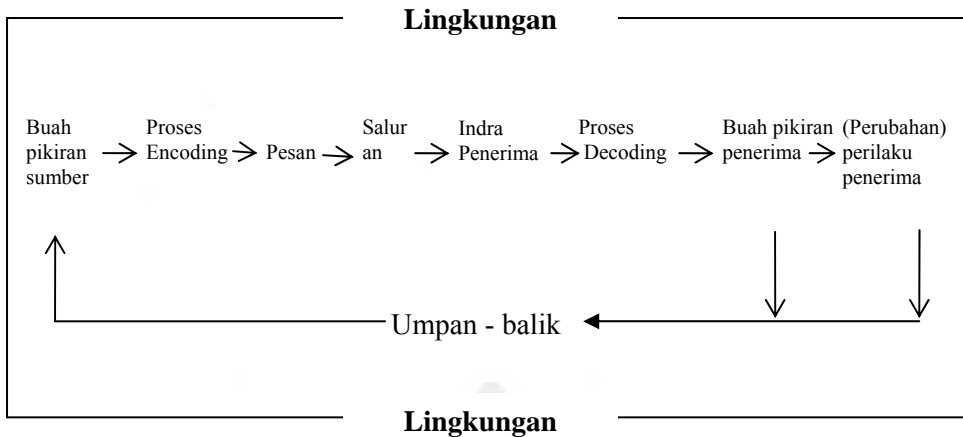 Lingkungan
Buah
pikiran
sumber
Proses
Encoding
Pesan
Salur
an
Indra
Penerima
Proses
Decoding
Buah pikiran
penerima
(Perubahan)
perilaku
penerima
Umpan - balik
Lingkungan